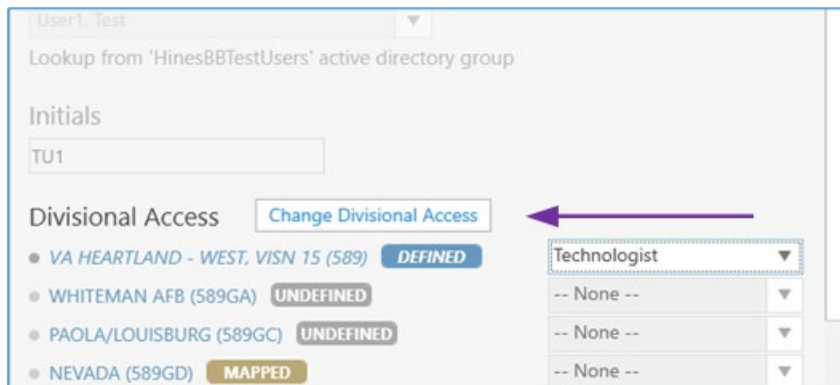 User1, Test
Lookup from 'HinesBBTestUsers' active directory group
Initials
TU1
Divisional Access Change Divisional Access
VA HEARTLAND - WEST, VISN 15 (589) DEFINED Technologist
WHITEMAN AFB (589GA) UNDEFINED -- None --
PAOLA/LOUISBURG (589GC) UNDEFINED -- None --
NEVADA (589GD) MAPPED -- None --